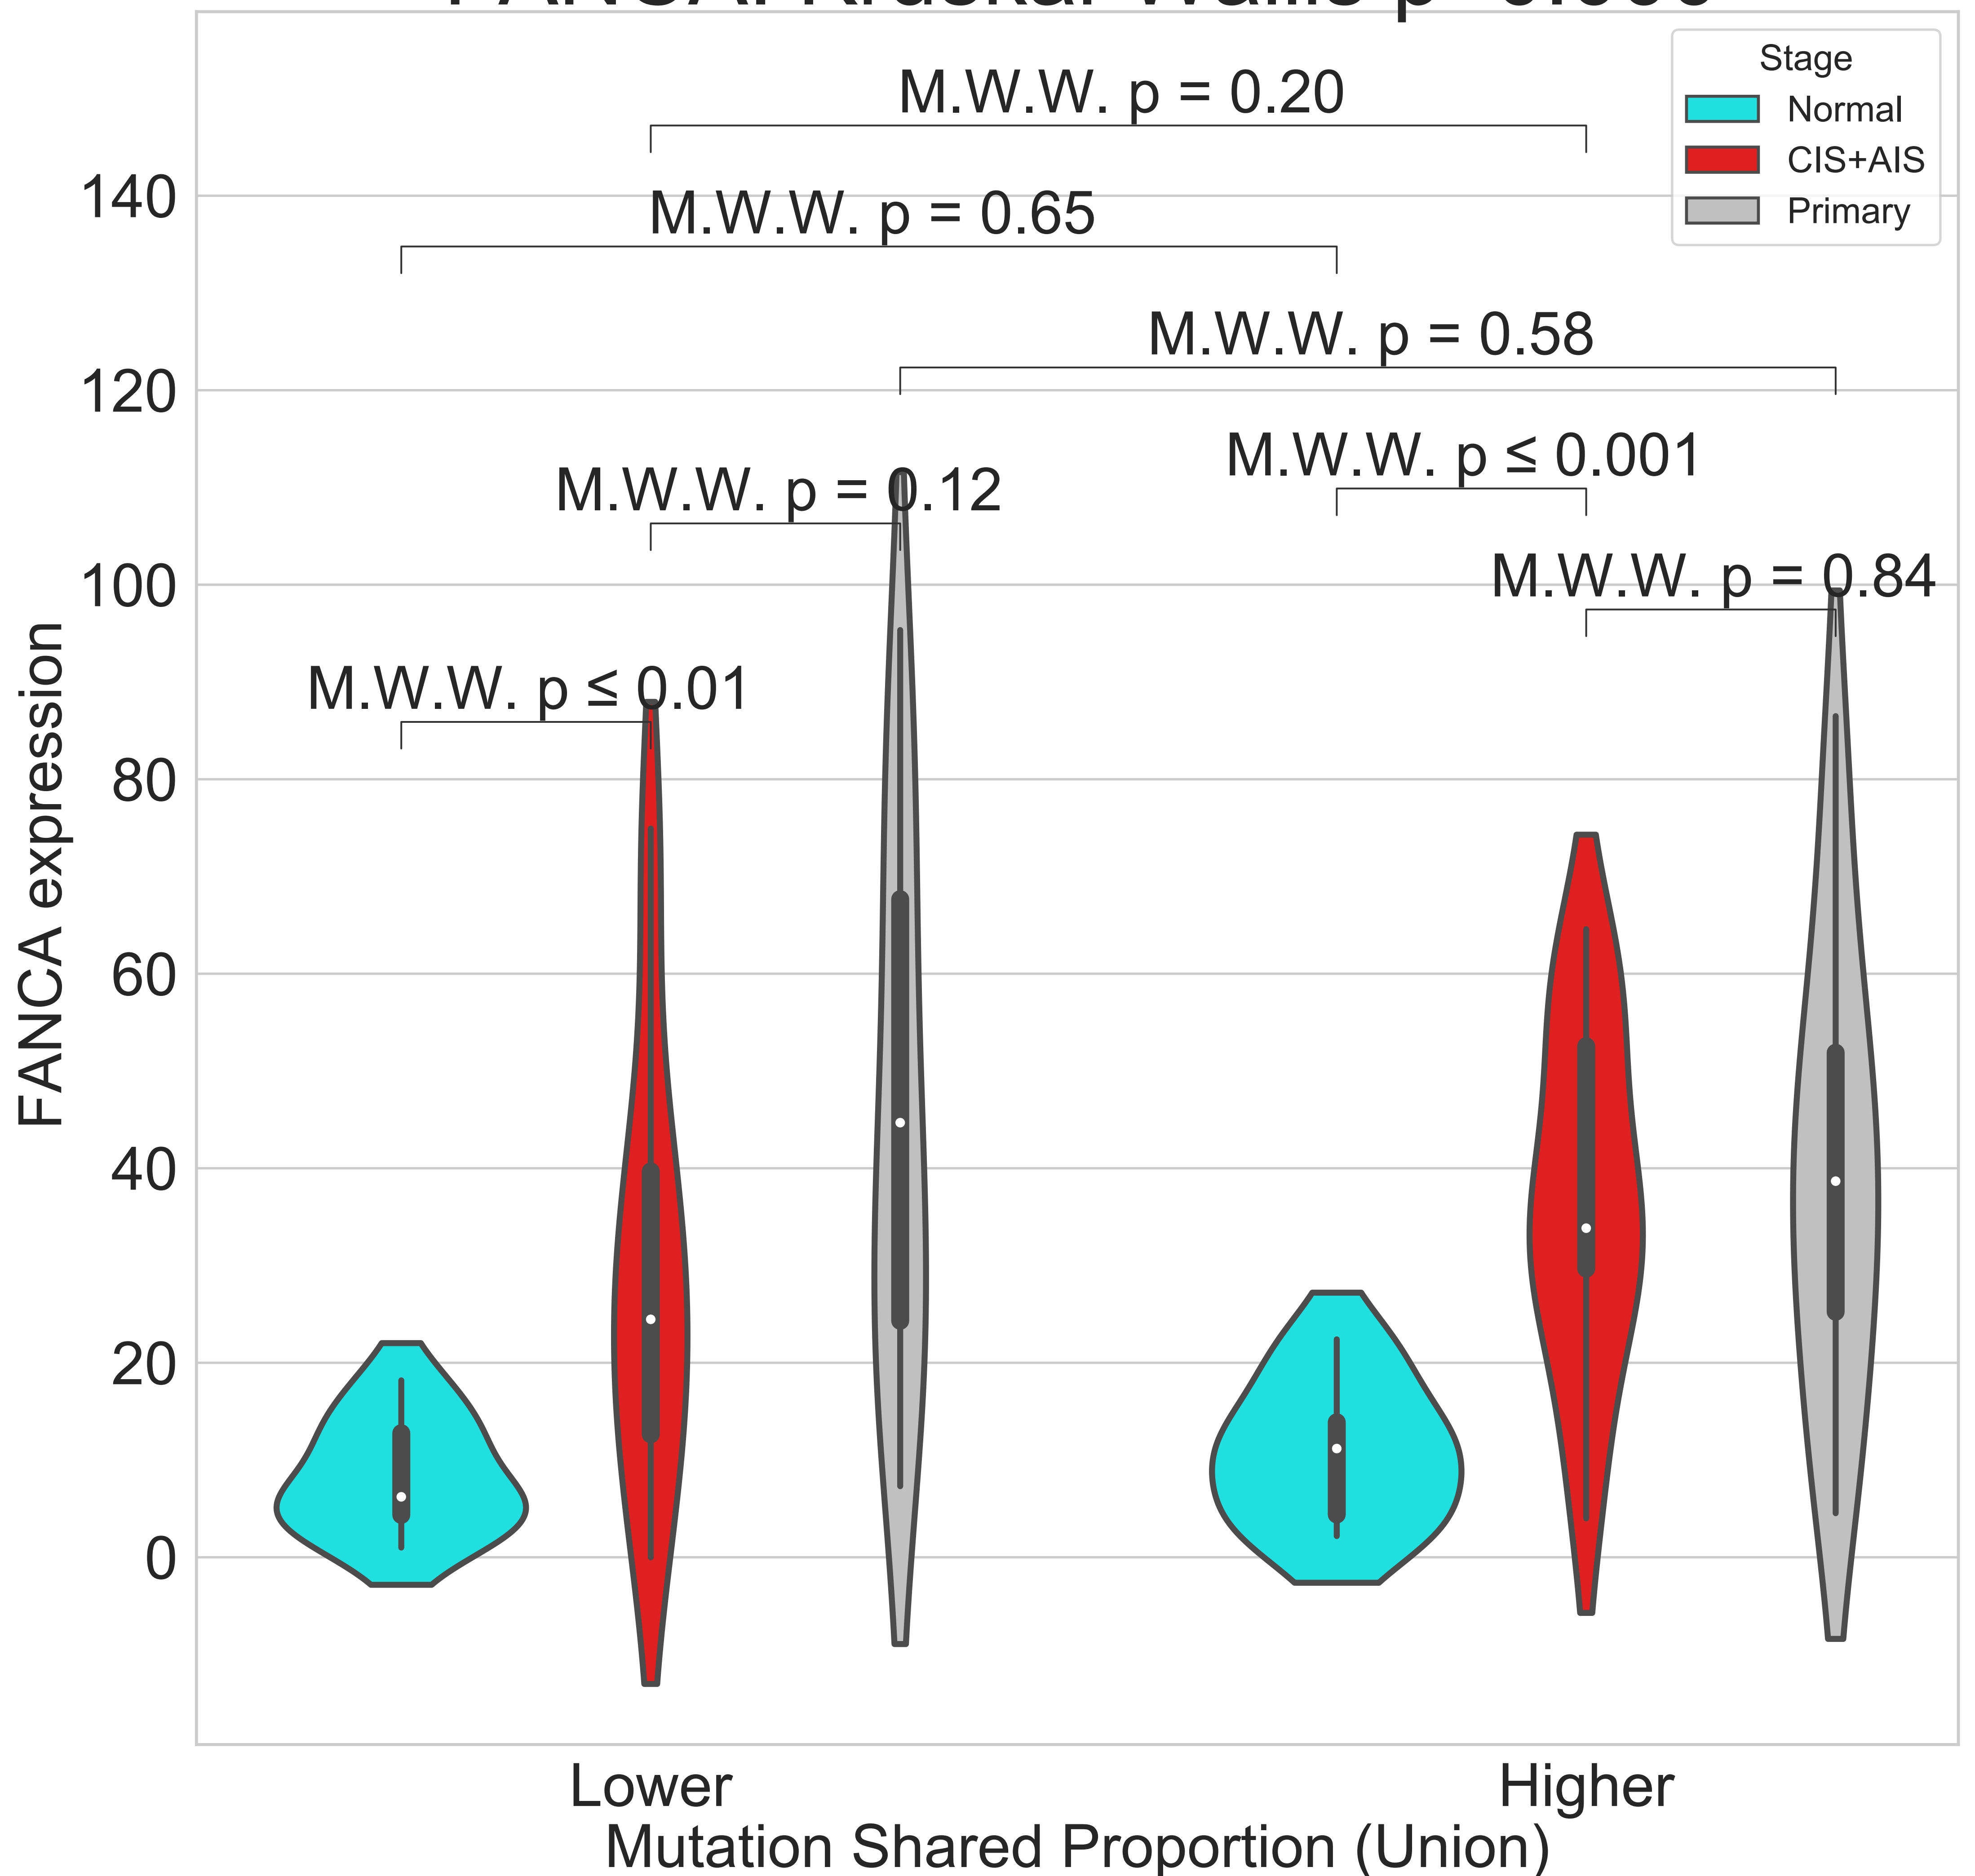 Stage
Normal
CIS+AIS
Primary
M.W.W. p = 0.20
M.W.W. p = 0.65
M.W.W. p = 0.58
M.W.W. p ≤ 0.001
M.W.W. p = 0.12
M.W.W. p = 0.84
M.W.W. p ≤ 0.01
140
120
100
80
60
40
20
0
FANCA expression
Lower
Higher
Mutation Shared Proportion (Union)